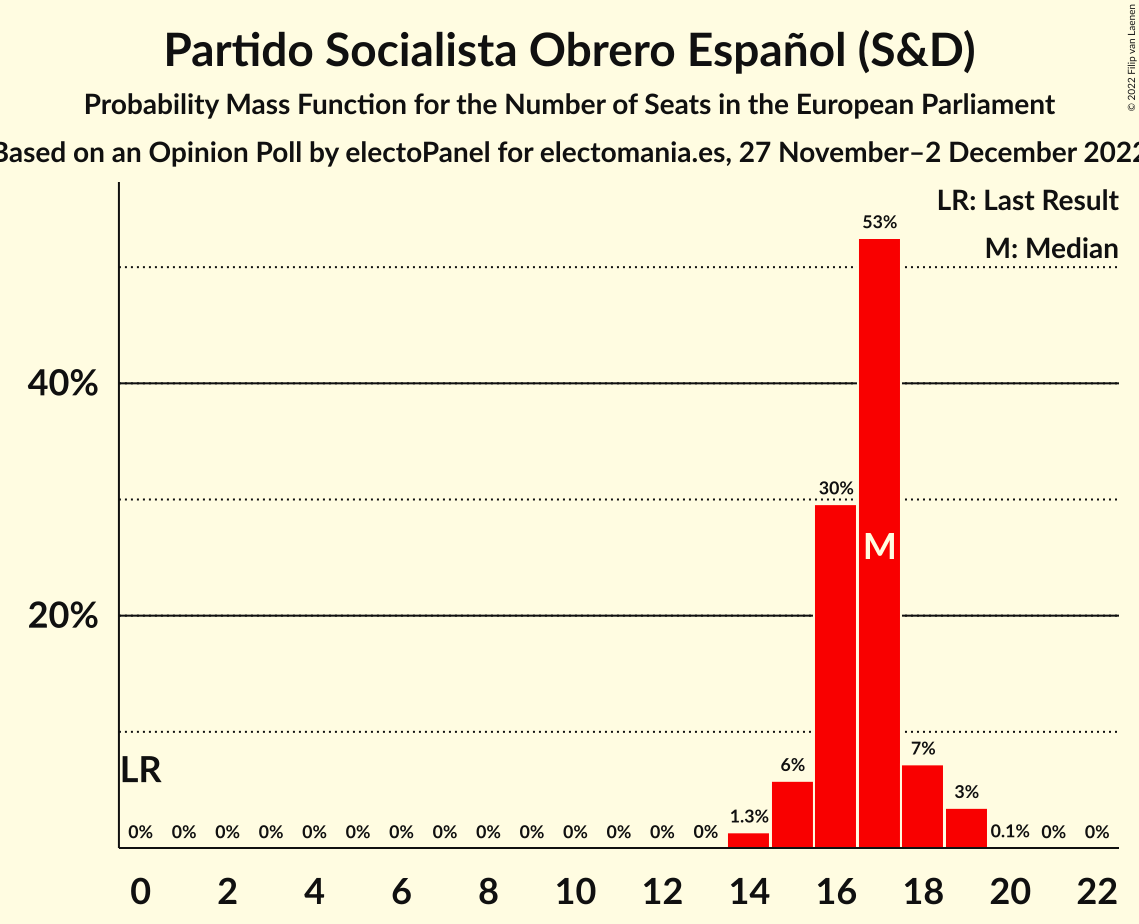 Partido Socialista Obrero Español (S&D)
Probability Mass Function for the Number of Seats in the European Parliament
Based on an Opinion Poll by electoPanel for electomania.es, 27 November–2 December 2022
© 2022 Filip van Laenen
LR: Last Result
M: Median
53%
40%
30%
M
20%
LR
7%
6%
3%
1.3%
0% 0% 0% 0% 0% 0% 0% 0% 0% 0% 0% 0% 0% 0% 0.1% 0% 0%
0 2 4 6 8 10 12 14 16 18 20 22